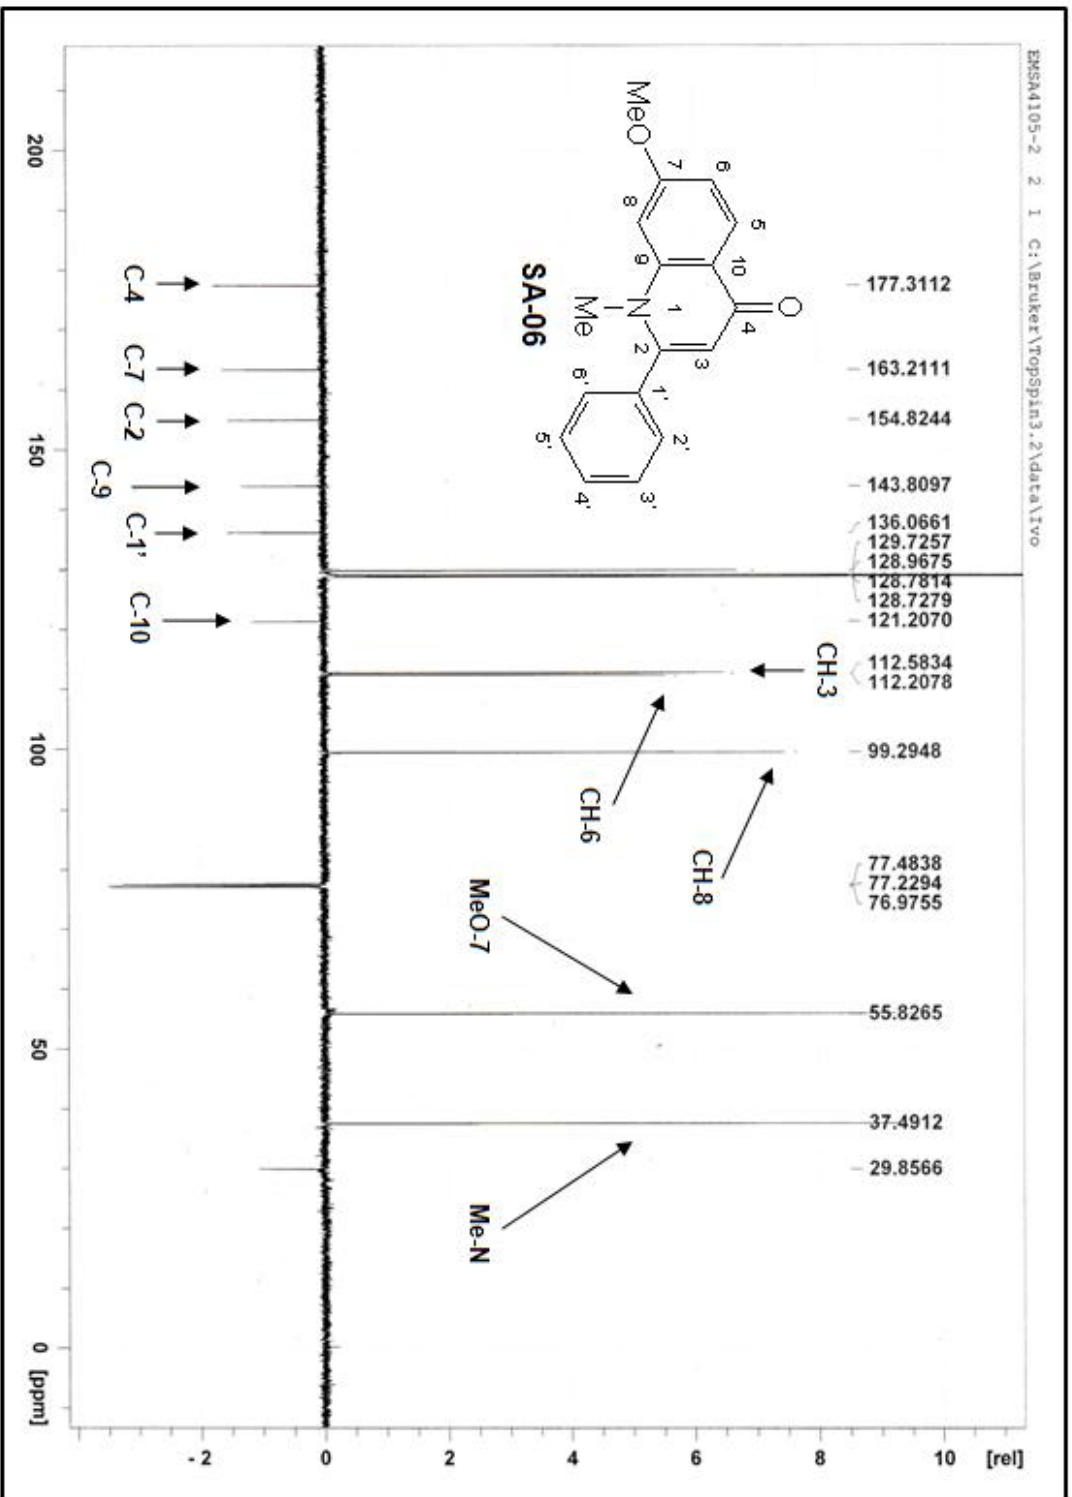 EMSA4105-2 2 1 C:\Bruker\TopSpin3.2\data\Ivo
177.3112
163.2111
154.8244
143.8097
136.0661
129.7257
128.9675
128.7814
128.7279
121.2070
112.5834
112.2078
99.2948
77.4838
77.2294
76.9755
55.8265
37.4912
29.8566
MeO
7
6
8
5
9
10
O
4
3
N
1
2
Me
1'
6'
2'
5'
3'
4'
SA-06
CH-3
CH-6
CH-8
MeO-7
Me-N
C-4
C-7
C-2
C-9
C-1'
C-10
200
150
100
50
0
[ppm]
- 2
0
2
4
6
8
10
[rel]